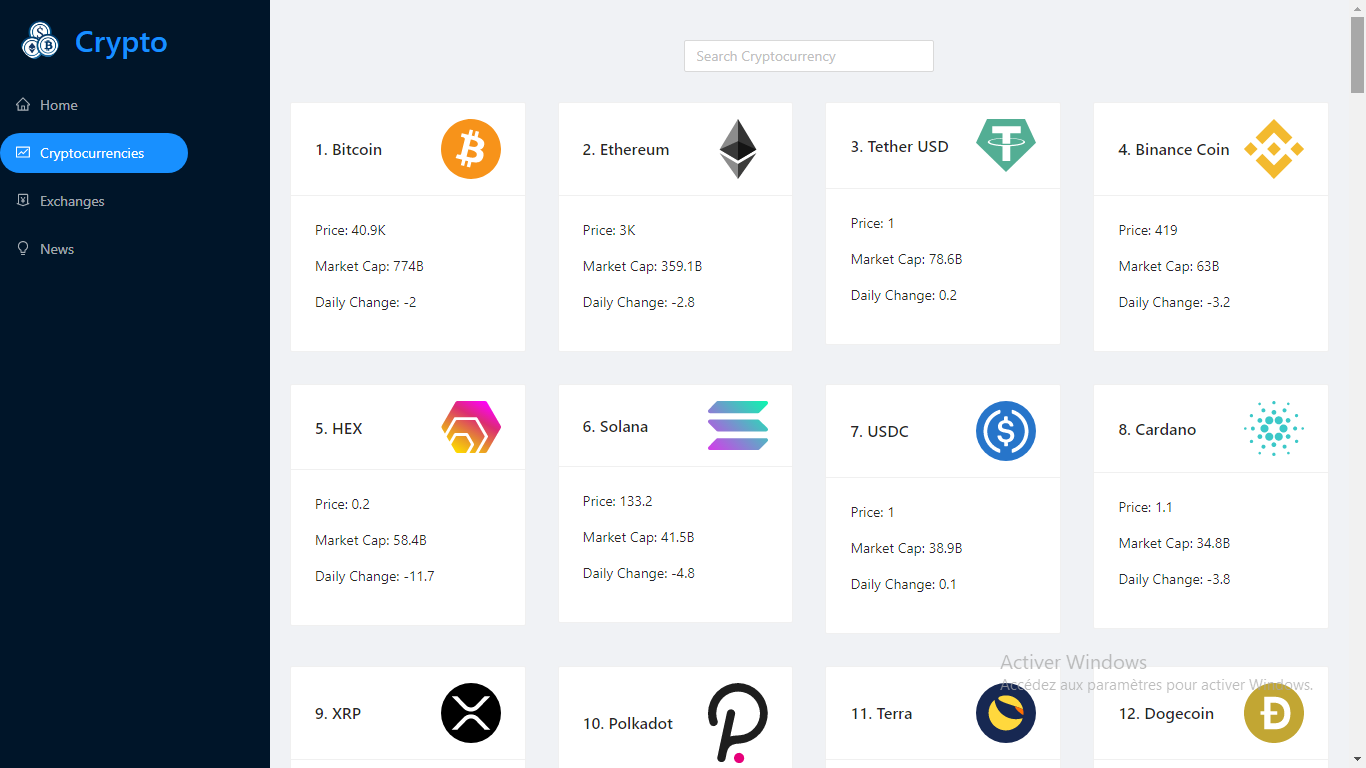 Crypto
Home
Cryptocurrencies
Exchanges
News
Search Cryptocurrency
1. Bitcoin
Price: 40.9K
Market Cap: 774B
Daily Change: -2
2. Ethereum
Price: 3K
Market Cap: 359.1B
Daily Change: -2.8
3. Tether USD
Price: 1
Market Cap: 78.6B
Daily Change: 0.2
4. Binance Coin
Price: 419
Market Cap: 63B
Daily Change: -3.2
5. HEX
Price: 0.2
Market Cap: 58.4B
Daily Change: -11.7
6. Solana
Price: 133.2
Market Cap: 41.5B
Daily Change: -4.8
7. USDC
Price: 1
Market Cap: 38.9B
Daily Change: 0.1
8. Cardano
Price: 1.1
Market Cap: 34.8B
Daily Change: -3.8
9. XRP
10. Polkadot
11. Terra
12. Dogecoin
Activer Windows
Accédez aux paramètres pour activer Windows.